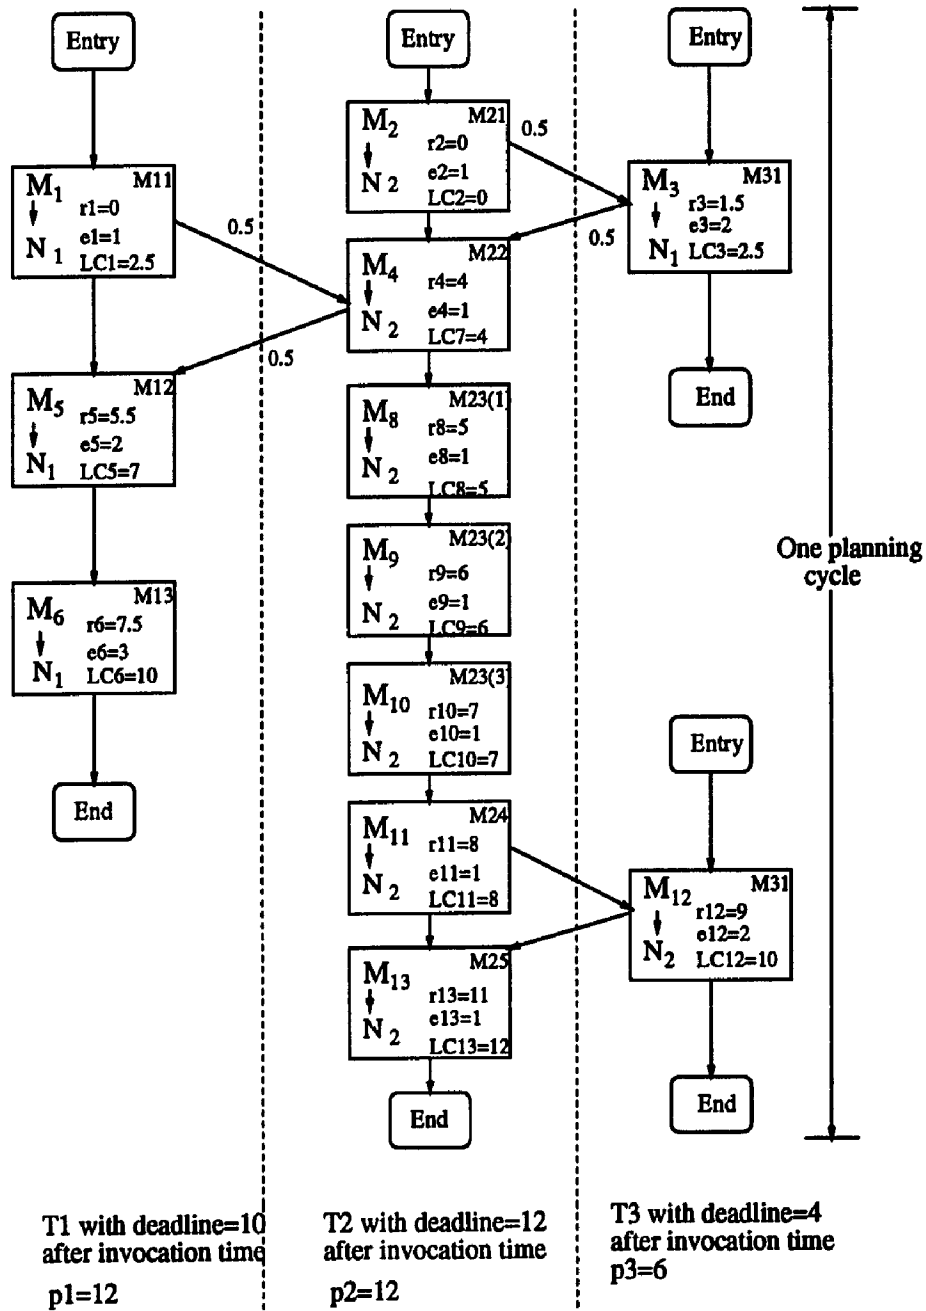 Entry
M11
M1
N1
r1=0
e1=1
LC1=2.5
0.5
M12
M5
N1
r5=5.5
e5=2
LC5=7
M13
M6
N1
r6=7.5
e6=3
LC6=10
End
Entry
M21
M2
N2
r2=0
e2=1
LC2=0
0.5
M22
M4
N2
r4=4
e4=1
LC7=4
0.5
0.5
M23(1)
M8
N2
r8=5
e8=1
LC8=5
M23(2)
M9
N2
r9=6
e9=1
LC9=6
M23(3)
M10
N2
r10=7
e10=1
LC10=7
M24
M11
N2
r11=8
e11=1
LC11=8
M25
M13
N2
r13=11
e13=1
LC13=12
End
Entry
M31
M3
N1
r3=1.5
e3=2
LC3=2.5
End
Entry
M31
M12
N2
r12=9
e12=2
LC12=10
End
One planning
cycle
T1 with deadline=10
after invocation time
p1=12
T2 with deadline=12
after invocation time
p2=12
T3 with deadline=4
after invocation time
p3=6